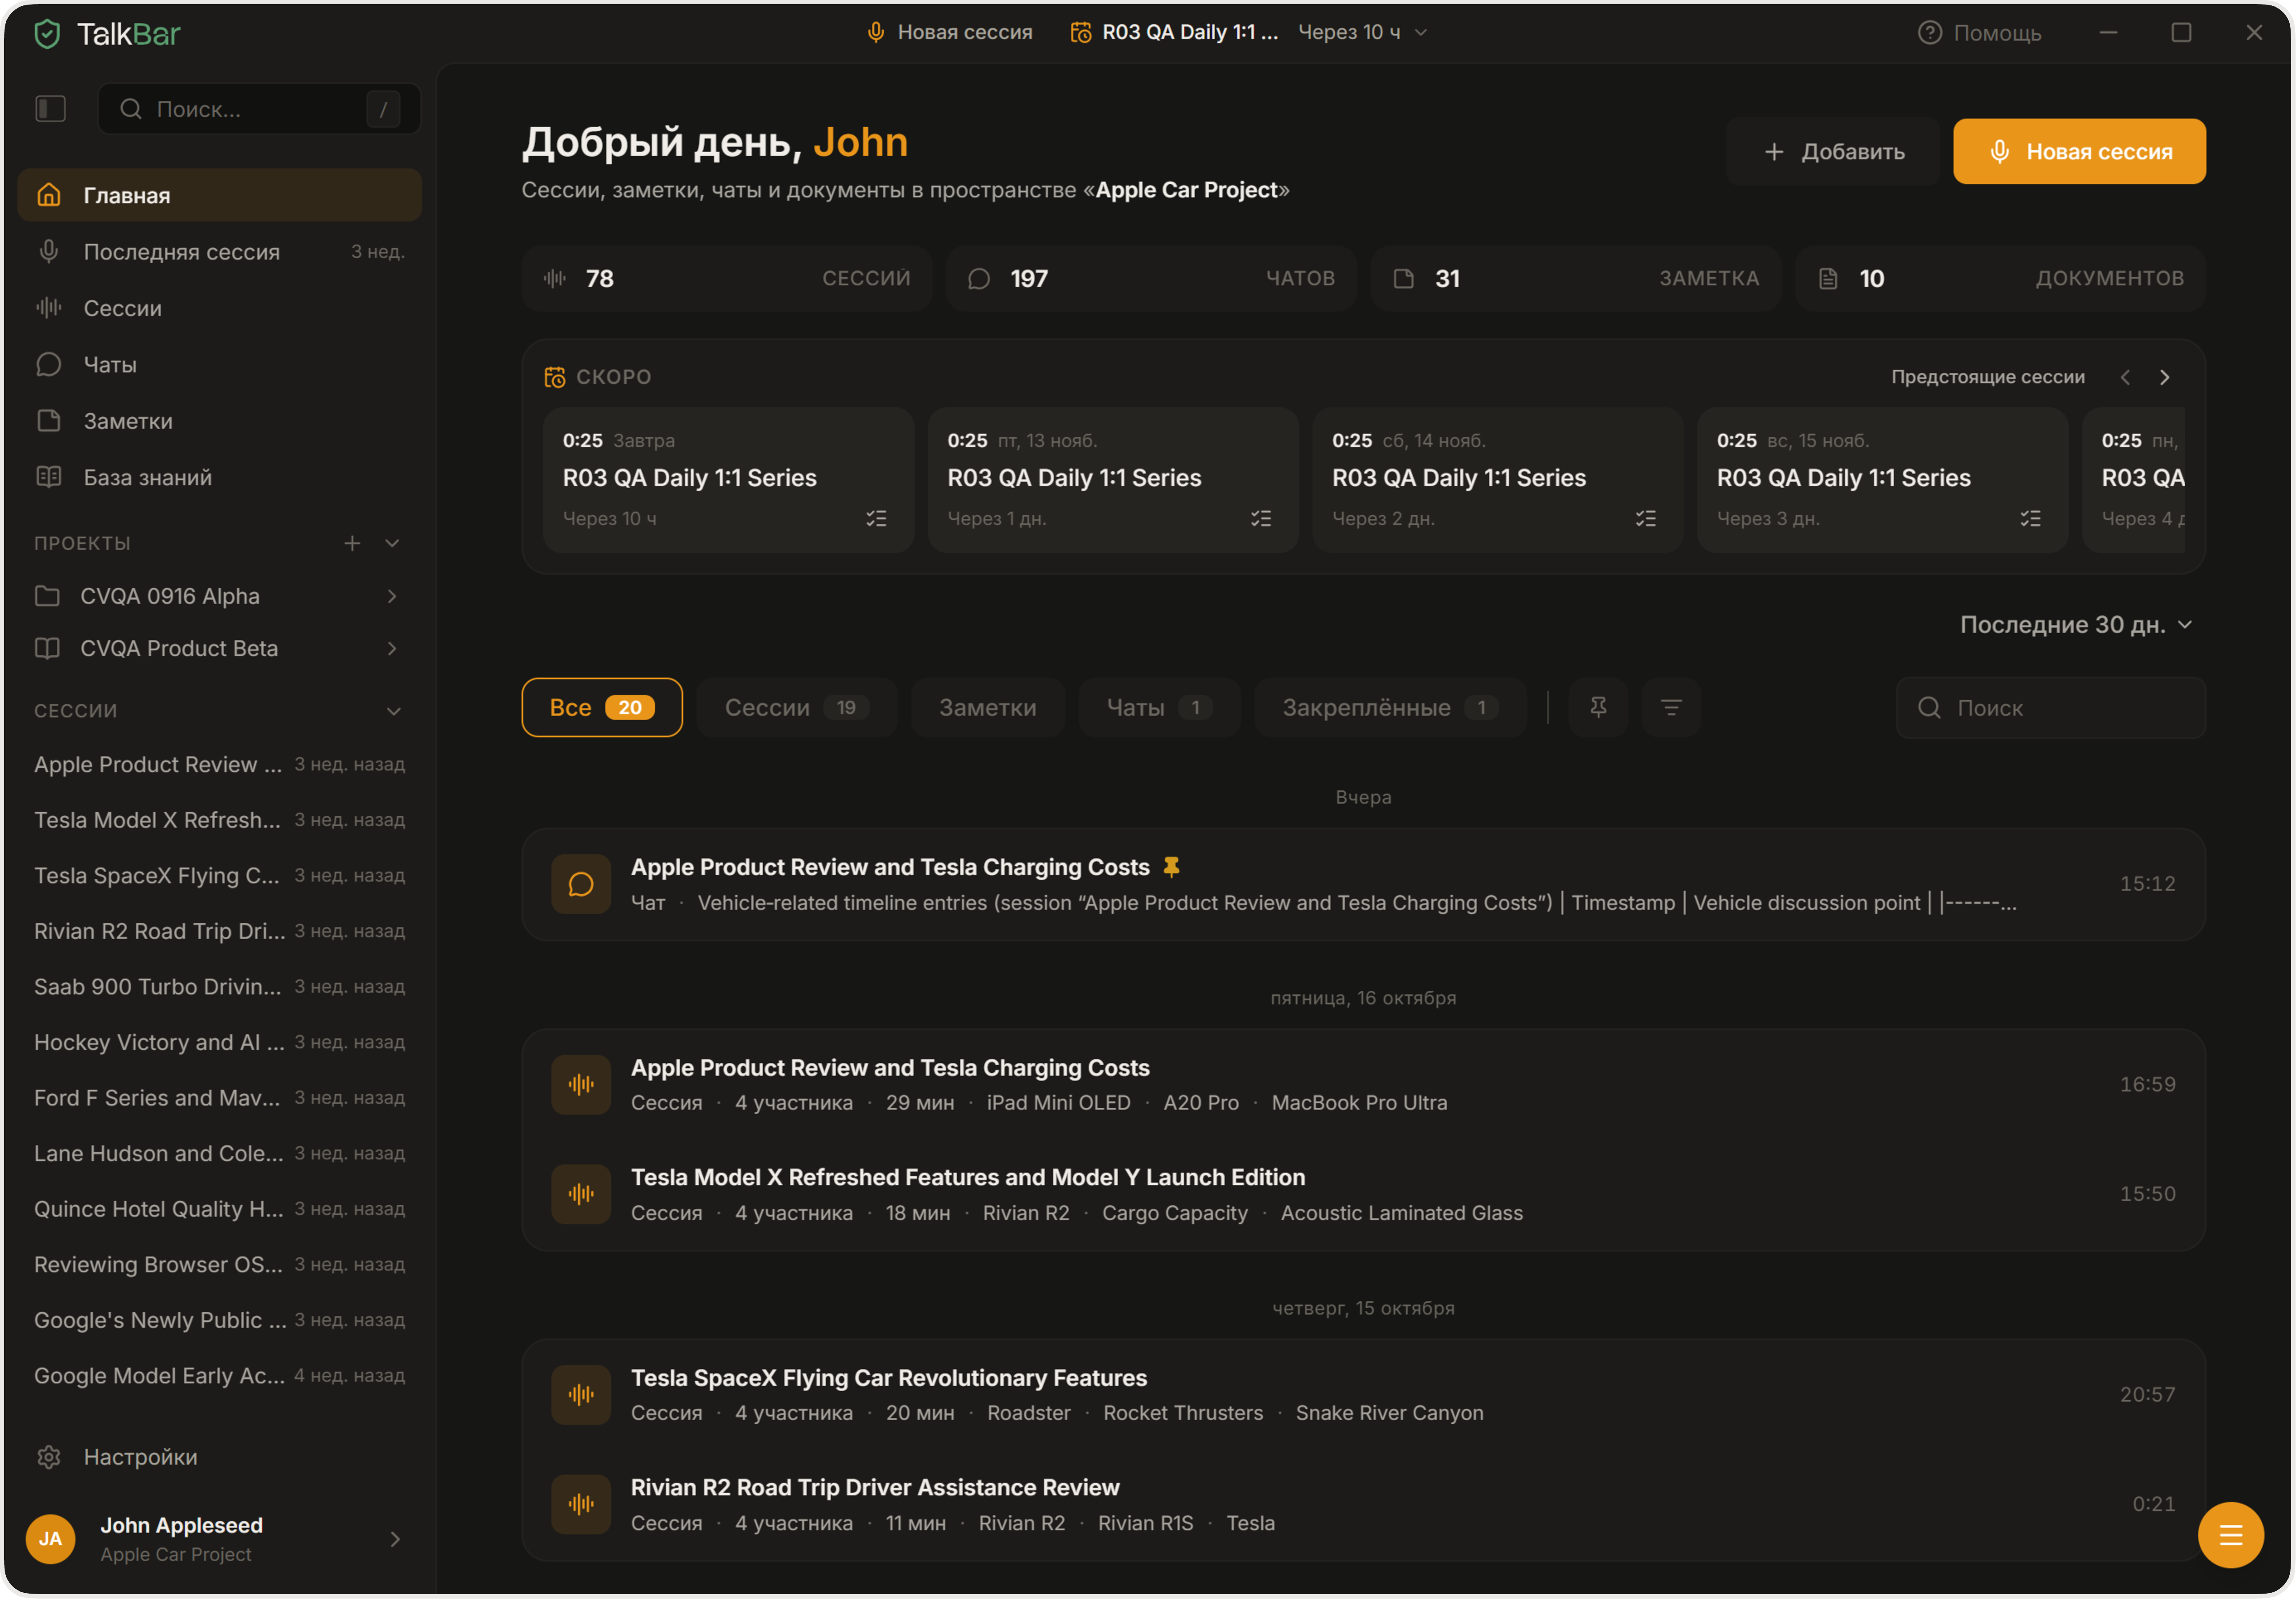 TalkBar
Новая сессия
R03 QA Daily 1:1 ... Через 10 ч
Помощь
Поиск... /
Главная
Последняя сессия 3 нед.
Сессии
Чаты
Заметки
База знаний
ПРОЕКТЫ
CVQA 0916 Alpha
CVQA Product Beta
СЕССИИ
Apple Product Review ... 3 нед. назад
Tesla Model X Refresh... 3 нед. назад
Tesla SpaceX Flying C... 3 нед. назад
Rivian R2 Road Trip Dri... 3 нед. назад
Saab 900 Turbo Drivin... 3 нед. назад
Hockey Victory and AI ... 3 нед. назад
Ford F Series and Mav... 3 нед. назад
Lane Hudson and Cole... 3 нед. назад
Quince Hotel Quality H... 3 нед. назад
Reviewing Browser OS... 3 нед. назад
Google's Newly Public ... 3 нед. назад
Google Model Early Ac... 4 нед. назад
Настройки
JA
John Appleseed
Apple Car Project
Добрый день, John
Сессии, заметки, чаты и документы в пространстве «Apple Car Project»
Добавить
Новая сессия
78 СЕССИЙ
197 ЧАТОВ
31 ЗАМЕТКА
10 ДОКУМЕНТОВ
СКОРО
Предстоящие сессии
0:25 Завтра
R03 QA Daily 1:1 Series
Через 10 ч
0:25 пт, 13 нояб.
R03 QA Daily 1:1 Series
Через 1 дн.
0:25 сб, 14 нояб.
R03 QA Daily 1:1 Series
Через 2 дн.
0:25 вс, 15 нояб.
R03 QA Daily 1:1 Series
Через 3 дн.
0:25 пн,
R03 QA
Через 4
Последние 30 дн.
Все 20
Сессии 19
Заметки
Чаты 1
Закреплённые 1
Поиск
Вчера
Apple Product Review and Tesla Charging Costs
Чат · Vehicle-related timeline entries (session “Apple Product Review and Tesla Charging Costs”) | Timestamp | Vehicle discussion point | |------...
15:12
пятница, 16 октября
Apple Product Review and Tesla Charging Costs
Сессия · 4 участника · 29 мин · iPad Mini OLED · A20 Pro · MacBook Pro Ultra
16:59
Tesla Model X Refreshed Features and Model Y Launch Edition
Сессия · 4 участника · 18 мин · Rivian R2 · Cargo Capacity · Acoustic Laminated Glass
15:50
четверг, 15 октября
Tesla SpaceX Flying Car Revolutionary Features
Сессия · 4 участника · 20 мин · Roadster · Rocket Thrusters · Snake River Canyon
20:57
Rivian R2 Road Trip Driver Assistance Review
Сессия · 4 участника · 11 мин · Rivian R2 · Rivian R1S · Tesla
0:21